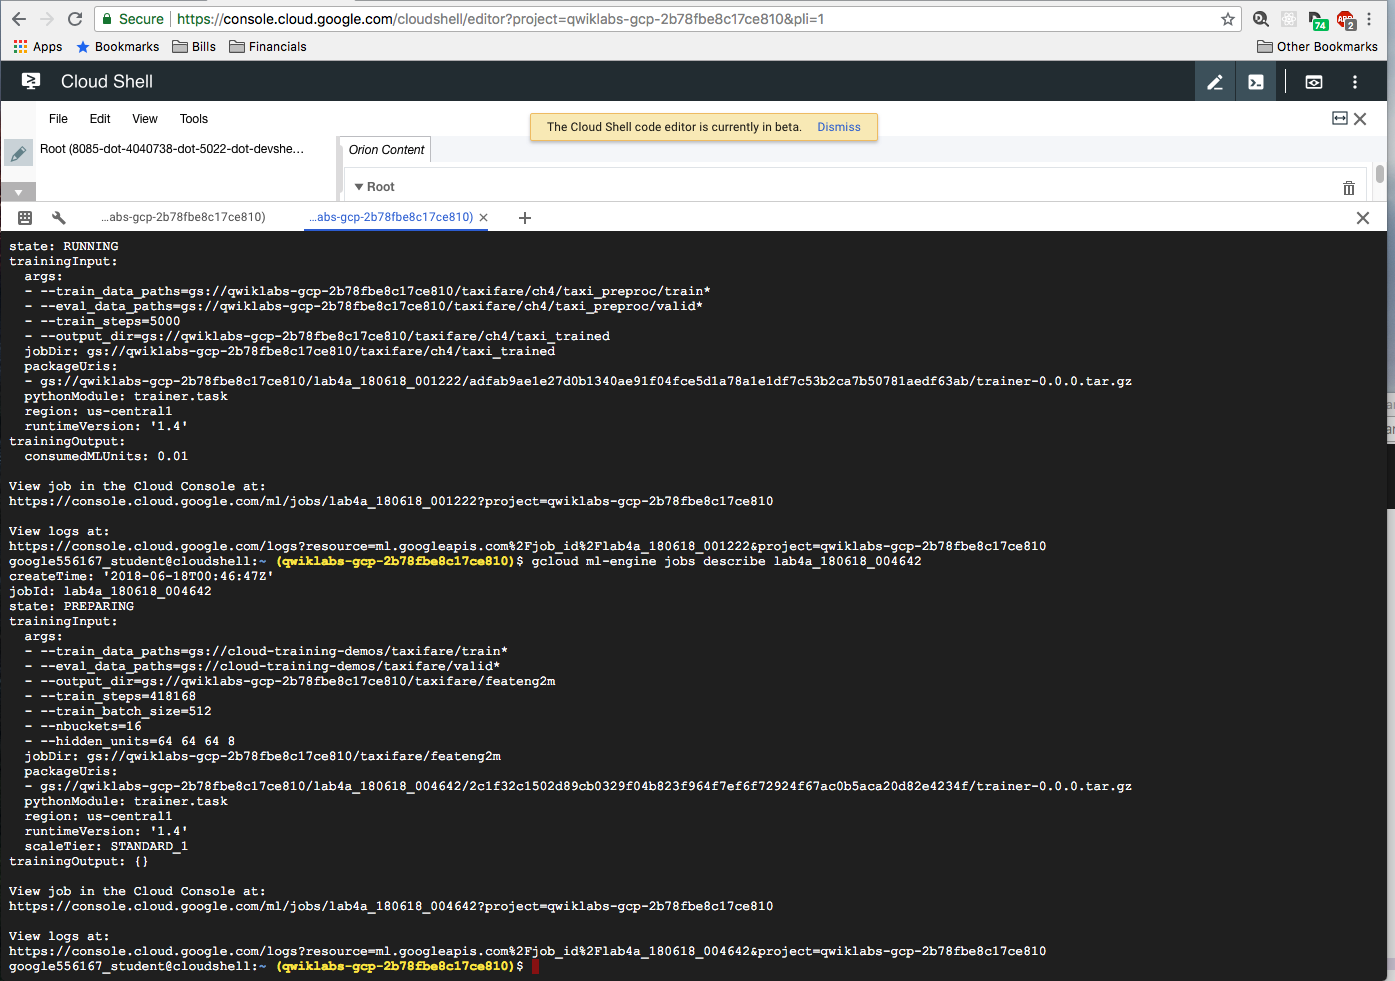 Secure | https://console.cloud.google.com/cloudshell/editor?project=qwiklabs-gcp-2b78fbe8c17ce810&pli=1
74
2
Apps Bookmarks Bills Financials Other Bookmarks
Cloud Shell
File Edit View Tools
The Cloud Shell code editor is currently in beta. Dismiss
Root (8085-dot-4040738-dot-5022-dot-devshe...
Orion Content
Root
...abs-gcp-2b78fbe8c17ce810) ...abs-gcp-2b78fbe8c17ce810) × +
state: RUNNING
trainingInput:
  args:
  - --train_data_paths=gs://qwiklabs-gcp-2b78fbe8c17ce810/taxifare/ch4/taxi_preproc/train*
  - --eval_data_paths=gs://qwiklabs-gcp-2b78fbe8c17ce810/taxifare/ch4/taxi_preproc/valid*
  - --train_steps=5000
  - --output_dir=gs://qwiklabs-gcp-2b78fbe8c17ce810/taxifare/ch4/taxi_trained
  jobDir: gs://qwiklabs-gcp-2b78fbe8c17ce810/taxifare/ch4/taxi_trained
  packageUris:
  - gs://qwiklabs-gcp-2b78fbe8c17ce810/lab4a_180618_001222/adfab9ae1e27d0b1340ae91f04fce5d1a78a1e1df7c53b2ca7b50781aedf63ab/trainer-0.0.0.tar.gz
  pythonModule: trainer.task
  region: us-central1
  runtimeVersion: '1.4'
trainingOutput:
  consumedMLUnits: 0.01
View job in the Cloud Console at:
https://console.cloud.google.com/ml/jobs/lab4a_180618_001222?project=qwiklabs-gcp-2b78fbe8c17ce810
View logs at:
https://console.cloud.google.com/logs?resource=ml.googleapis.com%2Fjob_id%2Flab4a_180618_001222&project=qwiklabs-gcp-2b78fbe8c17ce810
google556167_student@cloudshell:~ (qwiklabs-gcp-2b78fbe8c17ce810)$ gcloud ml-engine jobs describe lab4a_180618_004642
createTime: '2018-06-18T00:46:47Z'
jobId: lab4a_180618_004642
state: PREPARING
trainingInput:
  args:
  - --train_data_paths=gs://cloud-training-demos/taxifare/train*
  - --eval_data_paths=gs://cloud-training-demos/taxifare/valid*
  - --output_dir=gs://qwiklabs-gcp-2b78fbe8c17ce810/taxifare/feateng2m
  - --train_steps=418168
  - --train_batch_size=512
  - --nbuckets=16
  - --hidden_units=64 64 64 8
  jobDir: gs://qwiklabs-gcp-2b78fbe8c17ce810/taxifare/feateng2m
  packageUris:
  - gs://qwiklabs-gcp-2b78fbe8c17ce810/lab4a_180618_004642/2c1f32c1502d89cb0329f04b823f964f7ef6f72924f67ac0b5aca20d82e4234f/trainer-0.0.0.tar.gz
  pythonModule: trainer.task
  region: us-central1
  runtimeVersion: '1.4'
  scaleTier: STANDARD_1
trainingOutput: {}
View job in the Cloud Console at:
https://console.cloud.google.com/ml/jobs/lab4a_180618_004642?project=qwiklabs-gcp-2b78fbe8c17ce810
View logs at:
https://console.cloud.google.com/logs?resource=ml.googleapis.com%2Fjob_id%2Flab4a_180618_004642&project=qwiklabs-gcp-2b78fbe8c17ce810
google556167_student@cloudshell:~ (qwiklabs-gcp-2b78fbe8c17ce810)$